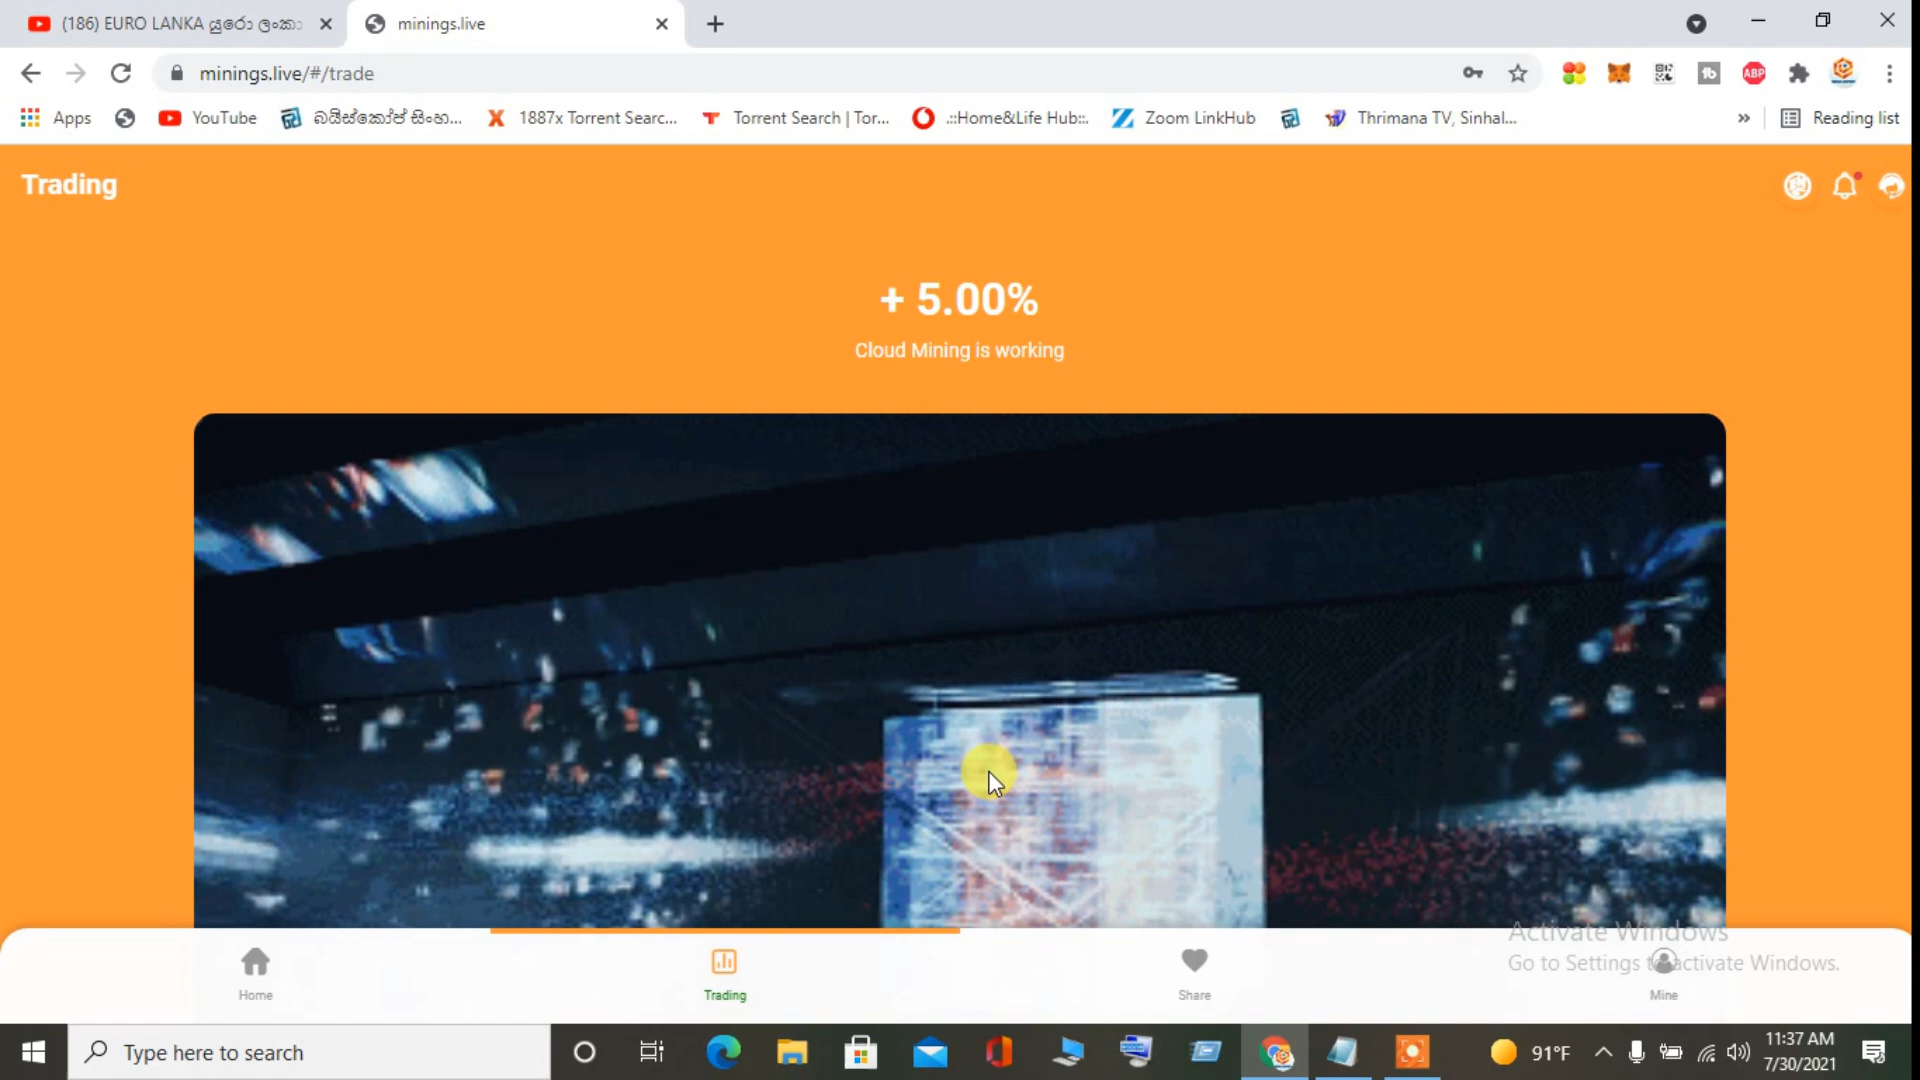 (186) EURO LANKA යුරෝ ලංකා
minings.live
minings.live/#/trade
ABP
Apps
YouTube
බයිස්කෝප් සිංහ...
1887x Torrent Searc...
Torrent Search | Tor...
.::Home&Life Hub::.
Zoom LinkHub
Thrimana TV, Sinhal...
»
Reading list
Trading
+ 5.00%
Cloud Mining is working
Activate Windows
Go to Settings to activate Windows.
Home
Trading
Share
Mine
Type here to search
91°F
11:37 AM
7/30/2021